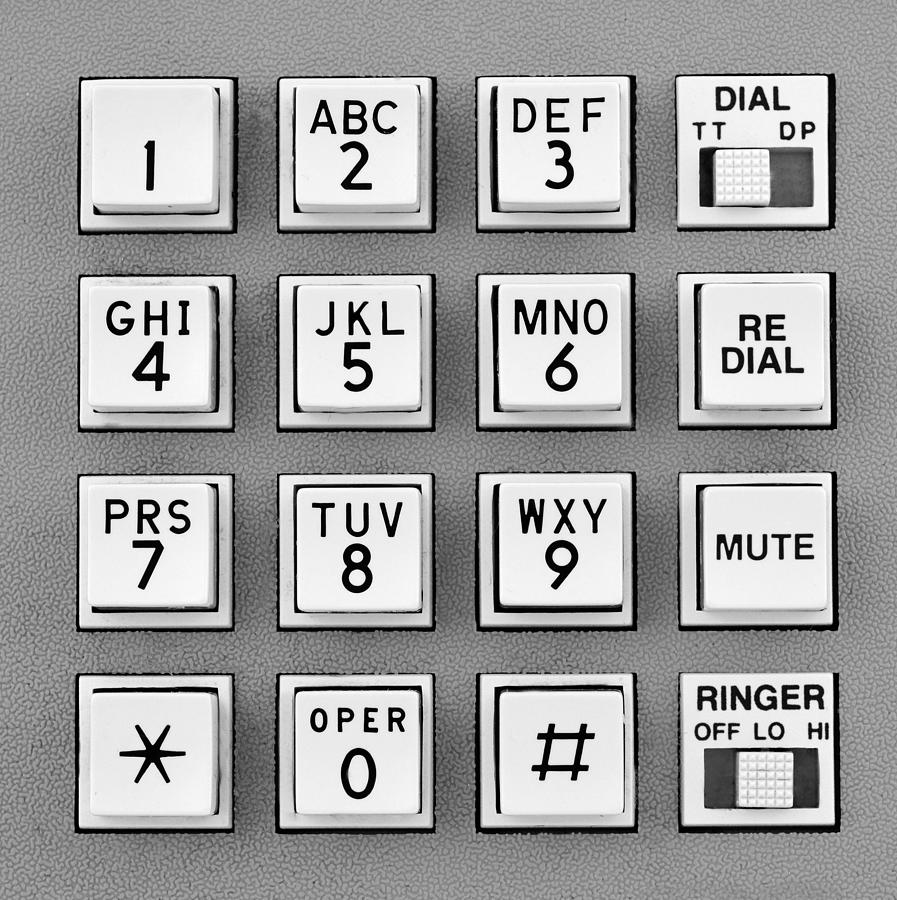 1
ABC
2
DEF
3
DIAL
TT DP
GHI
4
JKL
5
MNO
6
RE
DIAL
PRS
7
TUV
8
WXY
9
MUTE
*
OPER
0
#
RINGER
OFF LO HI